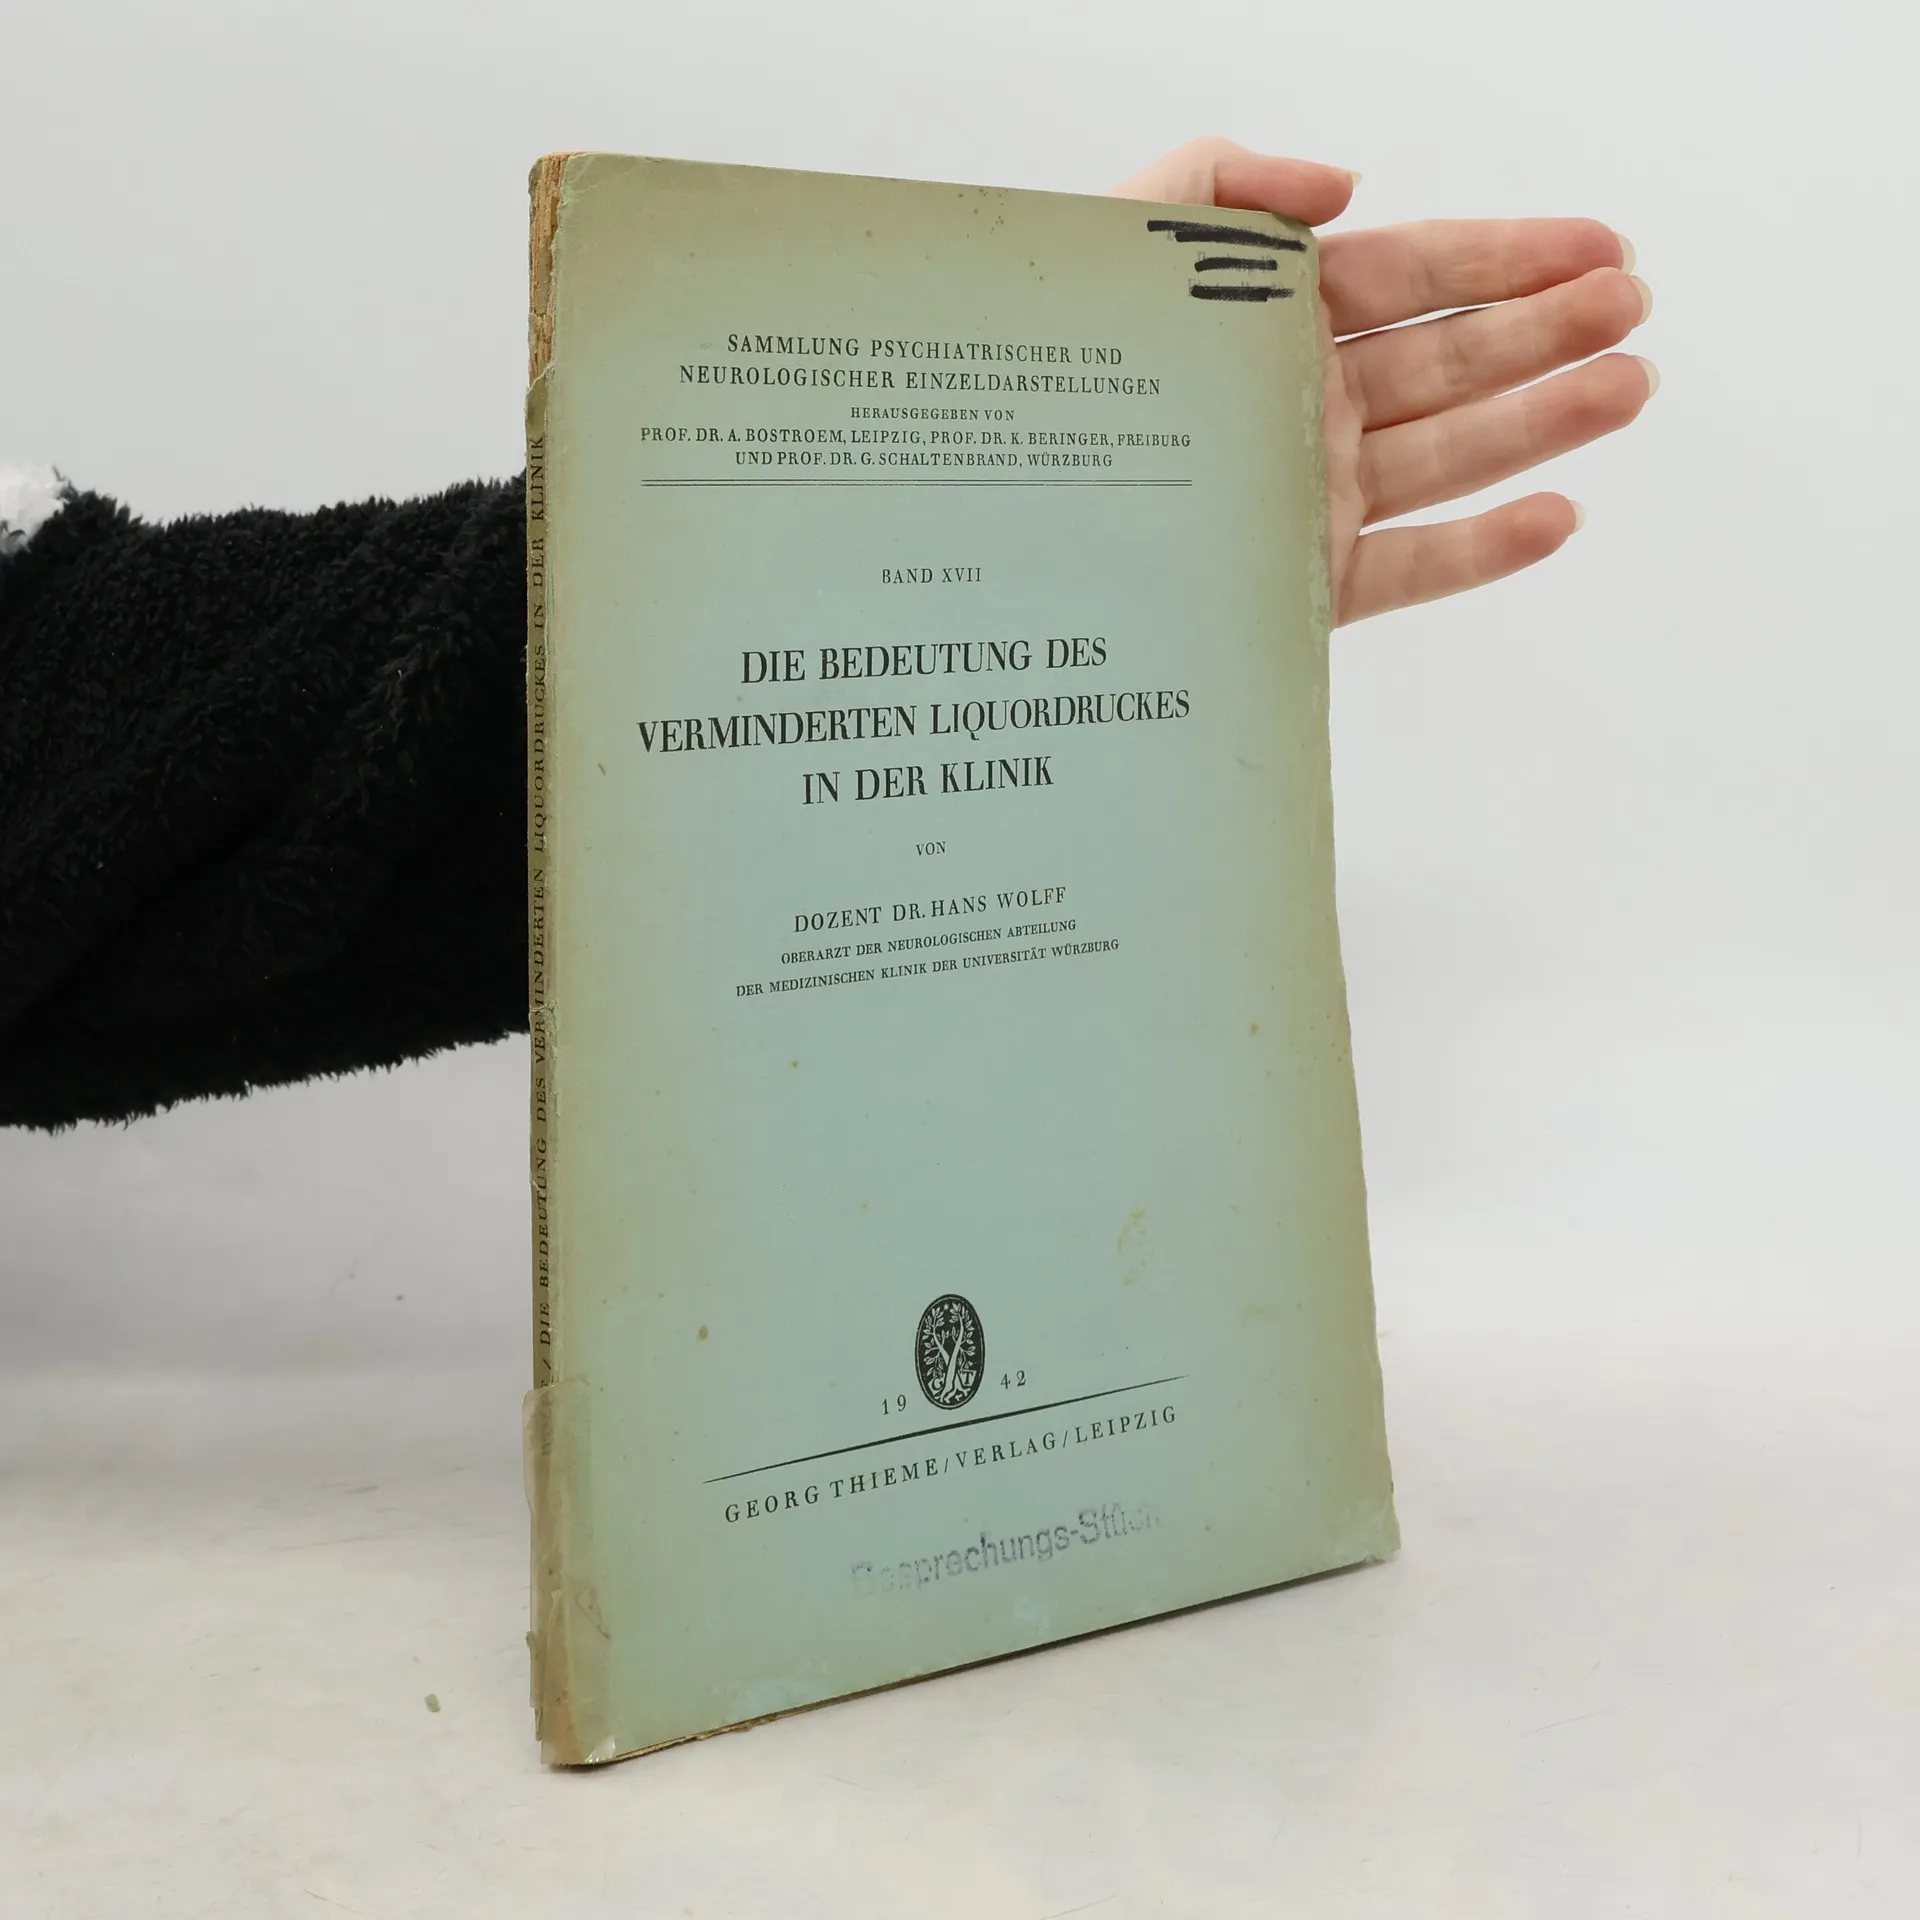 SAMMLUNG PSYCHIATRISCHER UND
NEUROLOGISCHER EINZELDARSTELLUNGEN
HERAUSGEGEBEN VON
PROF. DR. A. BOSTROEM, LEIPZIG, PROF. DR. K. BERINGER, FREIBURG
UND PROF. DR. G. SCHALTENBRAND, WÜRZBURG
BAND XVII
DIE BEDEUTUNG DES
VERMINDERTEN LIQUORDRUCKES
IN DER KLINIK
VON
DOZENT DR. HANS WOLFF
OBERARZT DER NEUROLOGISCHEN ABTEILUNG
DER MEDIZINISCHEN KLINIK DER UNIVERSITÄT WÜRZBURG
19 42
G T
GEORG THIEME/VERLAG/LEIPZIG
Besprechungs-Stück
/ DIE BEDEUTUNG DES VERMINDERTEN LIQUORDRUCKES IN DER KLINIK